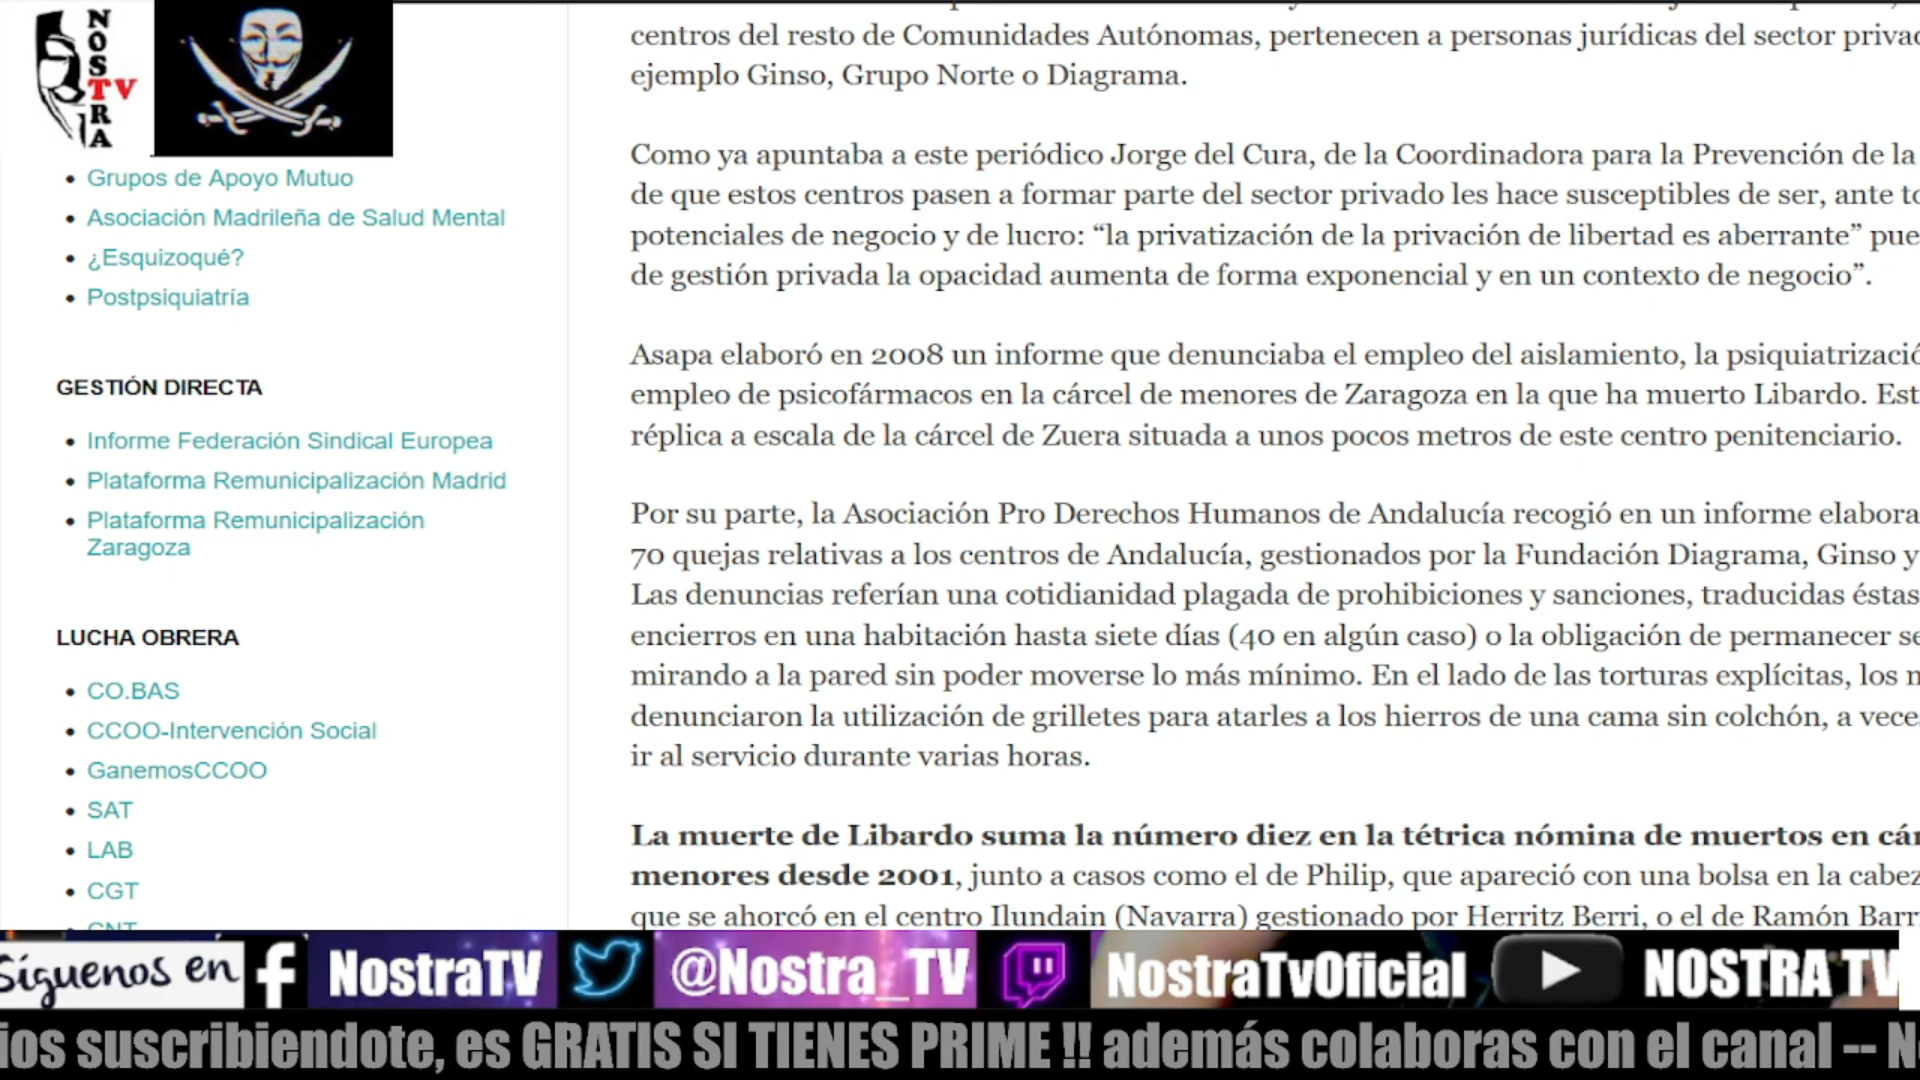 NOSTRA
TV
Grupos de Apoyo Mutuo
Asociación Madrileña de Salud Mental
¿Esquizoqué?
Postpsiquiatría
GESTIÓN DIRECTA
Informe Federación Sindical Europea
Plataforma Remunicipalización Madrid
Plataforma Remunicipalización
Zaragoza
LUCHA OBRERA
CO.BAS
CCOO-Intervención Social
GanemosCCOO
SAT
LAB
CGT
CNT
centros del resto de Comunidades Autónomas, pertenecen a personas jurídicas del sector
ejemplo Ginso, Grupo Norte o Diagrama.
Como ya apuntaba a este periódico Jorge del Cura, de la Coordinadora para la Prevención de la
de que estos centros pasen a formar parte del sector privado les hace susceptibles de ser, ante
potenciales de negocio y de lucro: “la privatización de la privación de libertad es aberrante” pue
de gestión privada la opacidad aumenta de forma exponencial y en un contexto de negocio”.
Asapa elaboró en 2008 un informe que denunciaba el empleo del aislamiento, la psiquiatrizació
empleo de psicofármacos en la cárcel de menores de Zaragoza en la que ha muerto Libardo. Est
réplica a escala de la cárcel de Zuera situada a unos pocos metros de este centro penitenciario.
Por su parte, la Asociación Pro Derechos Humanos de Andalucía recogió en un informe elabora
70 quejas relativas a los centros de Andalucía, gestionados por la Fundación Diagrama, Ginso y
Las denuncias referían una cotidianidad plagada de prohibiciones y sanciones, traducidas éstas
encierros en una habitación hasta siete días (40 en algún caso) o la obligación de permanecer se
mirando a la pared sin poder moverse lo más mínimo. En el lado de las torturas explícitas, los
denunciaron la utilización de grilletes para atarles a los hierros de una cama sin colchón, a vece
ir al servicio durante varias horas.
La muerte de Libardo suma la número diez en la tétrica nómina de muertos en
menores desde 2001, junto a casos como el de Philip, que apareció con una bolsa en la cabez
que se ahorcó en el centro Ilundain (Navarra) gestionado por Herritz Berri, o el de Ramón Barr
Síguenos en f NostraTV @Nostra_TV NostraTvOficial NOSTRA TV
ios suscribiendote, es GRATIS SI TIENES PRIME !! además colaboras con el canal -- N